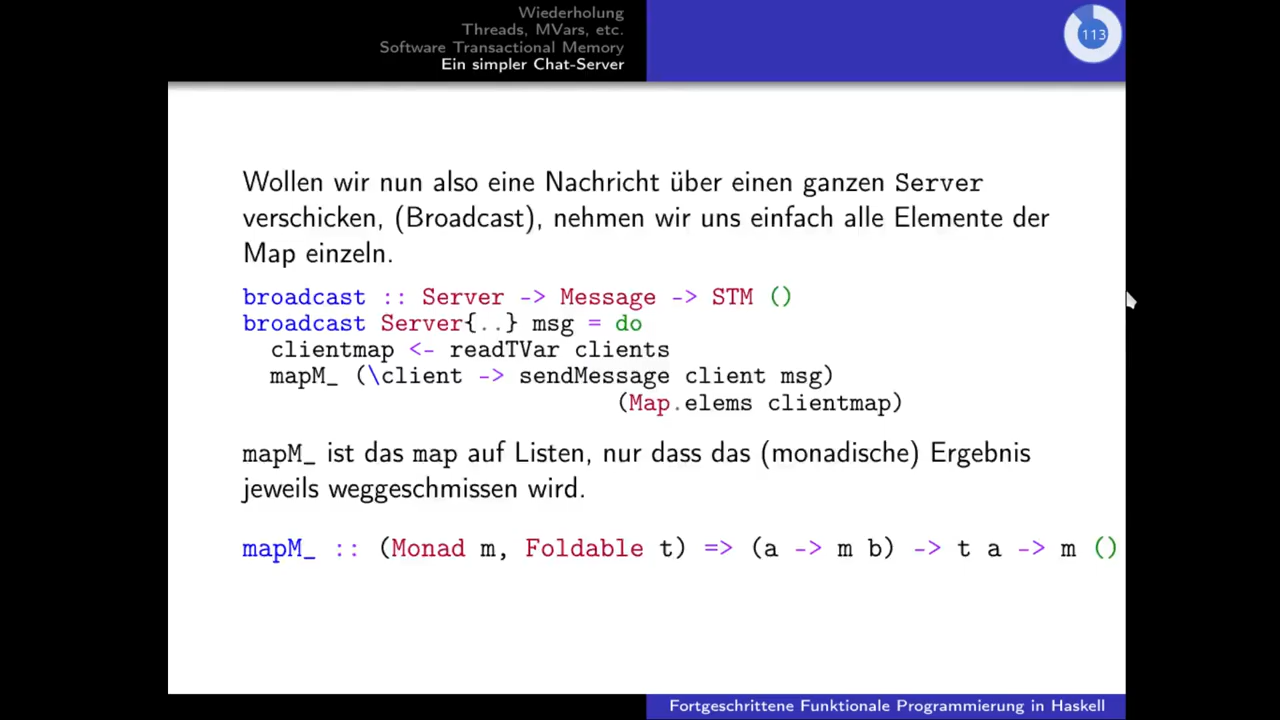 Wiederholung
Threads, MVars, etc.
Software Transactional Memory
Ein simpler Chat-Server
113
Wollen wir nun also eine Nachricht über einen ganzen Server
verschicken, (Broadcast), nehmen wir uns einfach alle Elemente der
Map einzeln.
broadcast :: Server -> Message -> STM ()
broadcast Server{..} msg = do
  clientmap <- readTVar clients
  mapM_ (\client -> sendMessage client msg)
                           (Map.elems clientmap)
mapM_ ist das map auf Listen, nur dass das (monadische) Ergebnis
jeweils weggeschmissen wird.
mapM_ :: (Monad m, Foldable t) => (a -> m b) -> t a -> m ()
Fortgeschrittene Funktionale Programmierung in Haskell